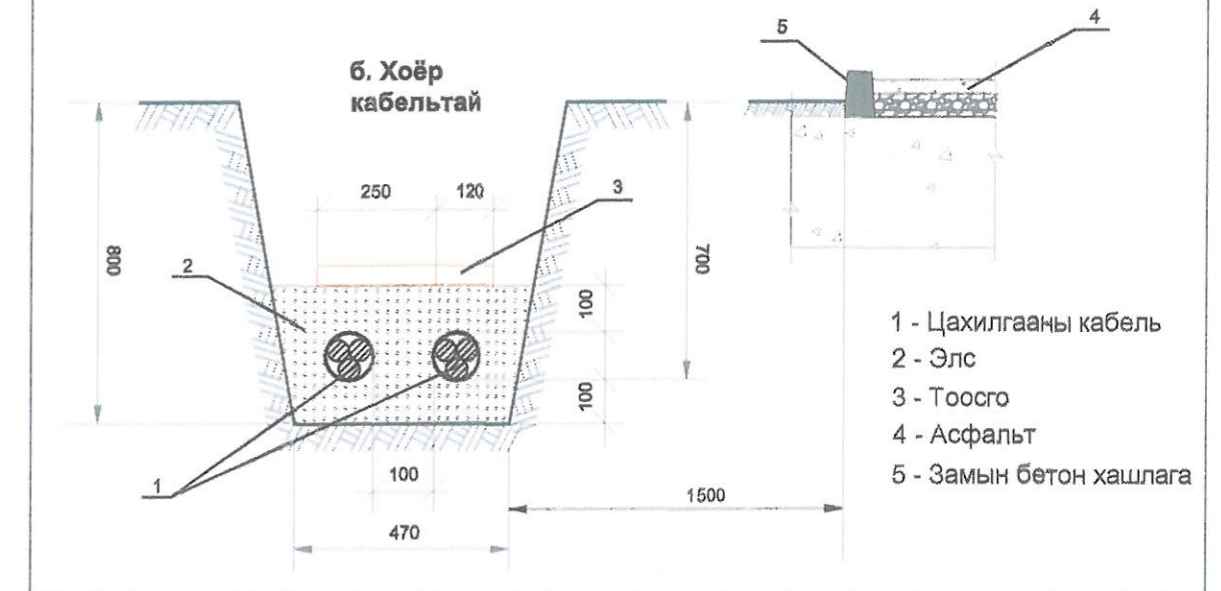 5
4
б. Хоёр
кабельтай
250
120
3
800
2
700
100
100
1
100
470
1500
1 - Цахилгааны кабель
2 - Элс
3 - Тоосго
4 - Асфальт
5 - Замын бетон хашлага